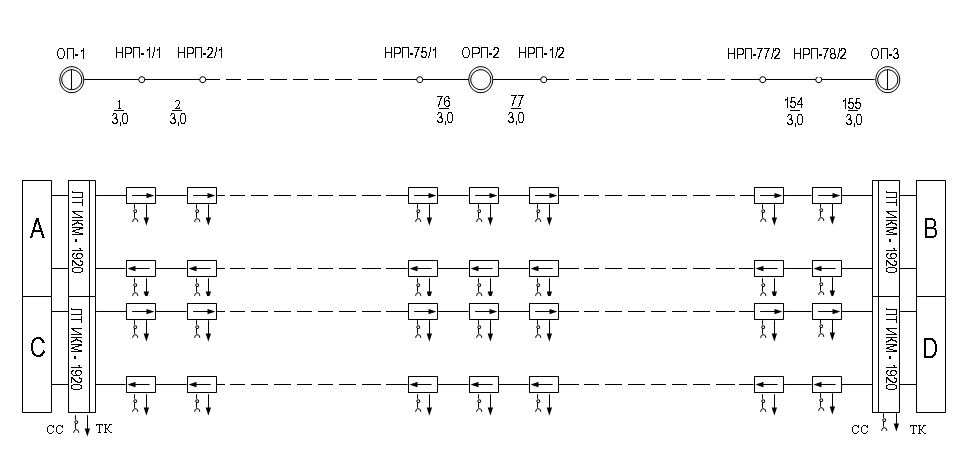 ОП-1 НРП-1/1 НРП-2/1 НРП-75/1 ОРП-2 НРП-1/2 НРП-77/2 НРП-78/2 ОП-3
1 2 76 77 154 155
3,0 3,0 3,0 3,0 3,0 3,0
A ЛТ ИКМ - 1920 ЛТ ИКМ - 1920 B
C ЛТ ИКМ - 1920 ЛТ ИКМ - 1920 D
СС ТК СС ТК